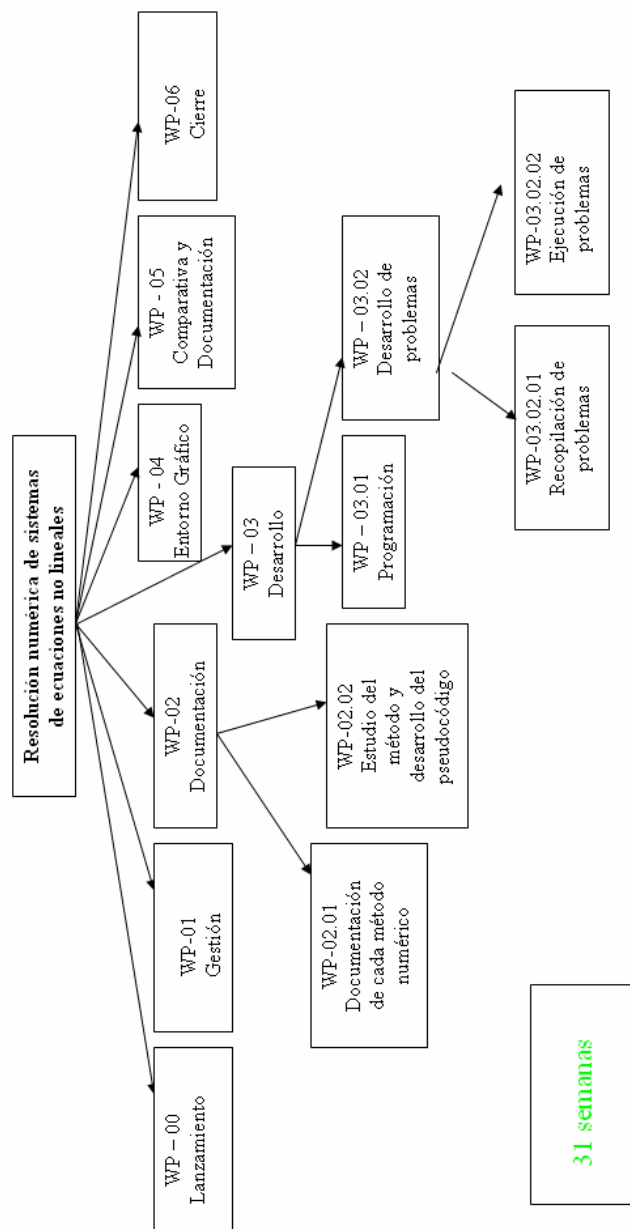 Resolución numérica de sistemas
de ecuaciones no lineales
WP – 00
Lanzamiento
WP-01
Gestión
WP-02
Documentación
WP – 03
Desarrollo
WP - 04
Entorno Gráfico
WP - 05
Comparativa y
Documentación
WP-06
Cierre
WP-02.01
Documentación
de cada método
numérico
WP-02.02
Estudio del
método y
desarrollo del
pseudocódigo
WP – 03.01
Programación
WP – 03.02
Desarrollo de
problemas
WP-03.02.01
Recopilación de
problemas
WP-03.02.02
Ejecución de
problemas
31 semanas